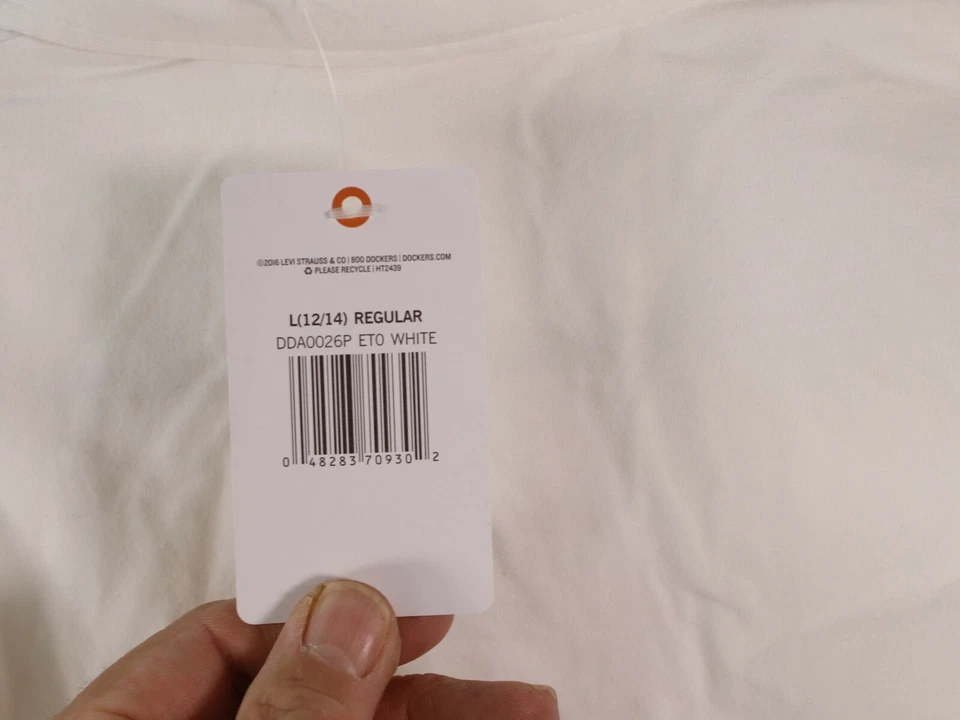 ©2016 LEVI STRAUSS & CO | 800 DOCKERS | DOCKERS.COM
♻ PLEASE RECYCLE | HT2439
L(12/14) REGULAR
DDA0026P ET0 WHITE
0 48283 70930 2